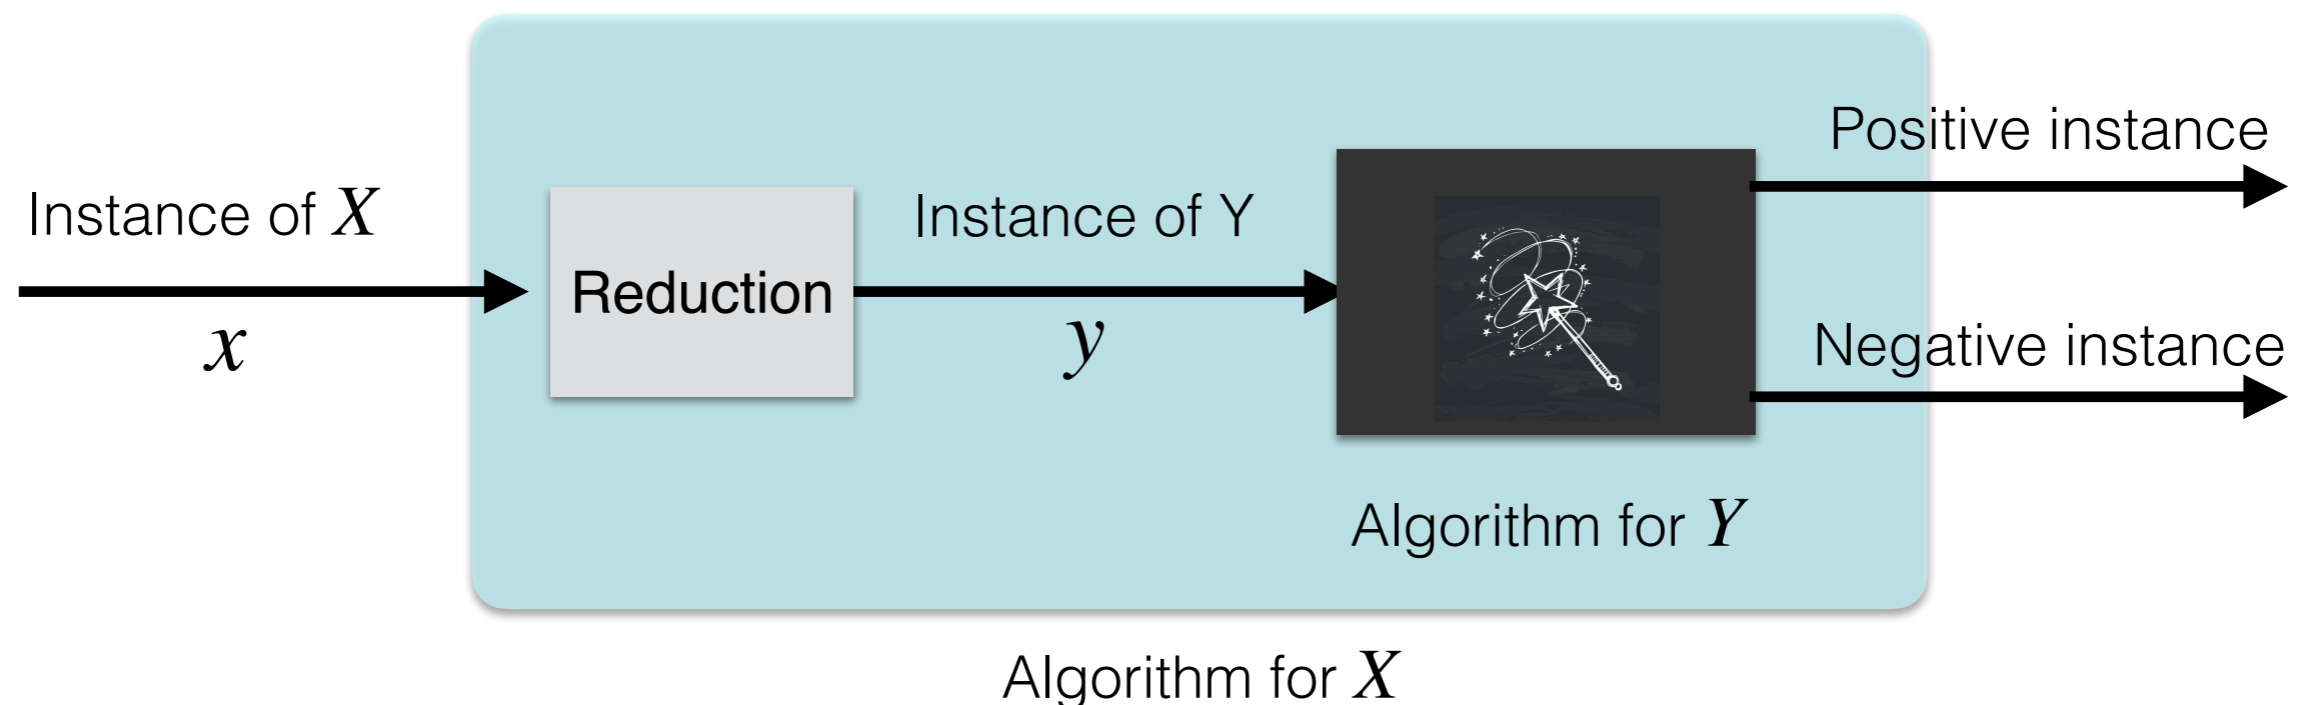 Instance of X
x
Reduction
Instance of Y
y
Positive instance
Negative instance
Algorithm for Y
Algorithm for X